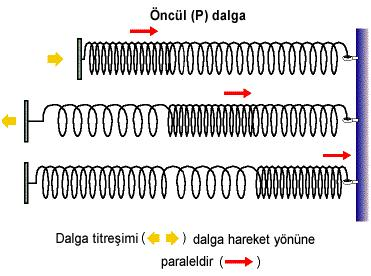 Öncül (P) dalga
Dalga titreşimi ( ) dalga hareket yönüne
paraleldir ( )